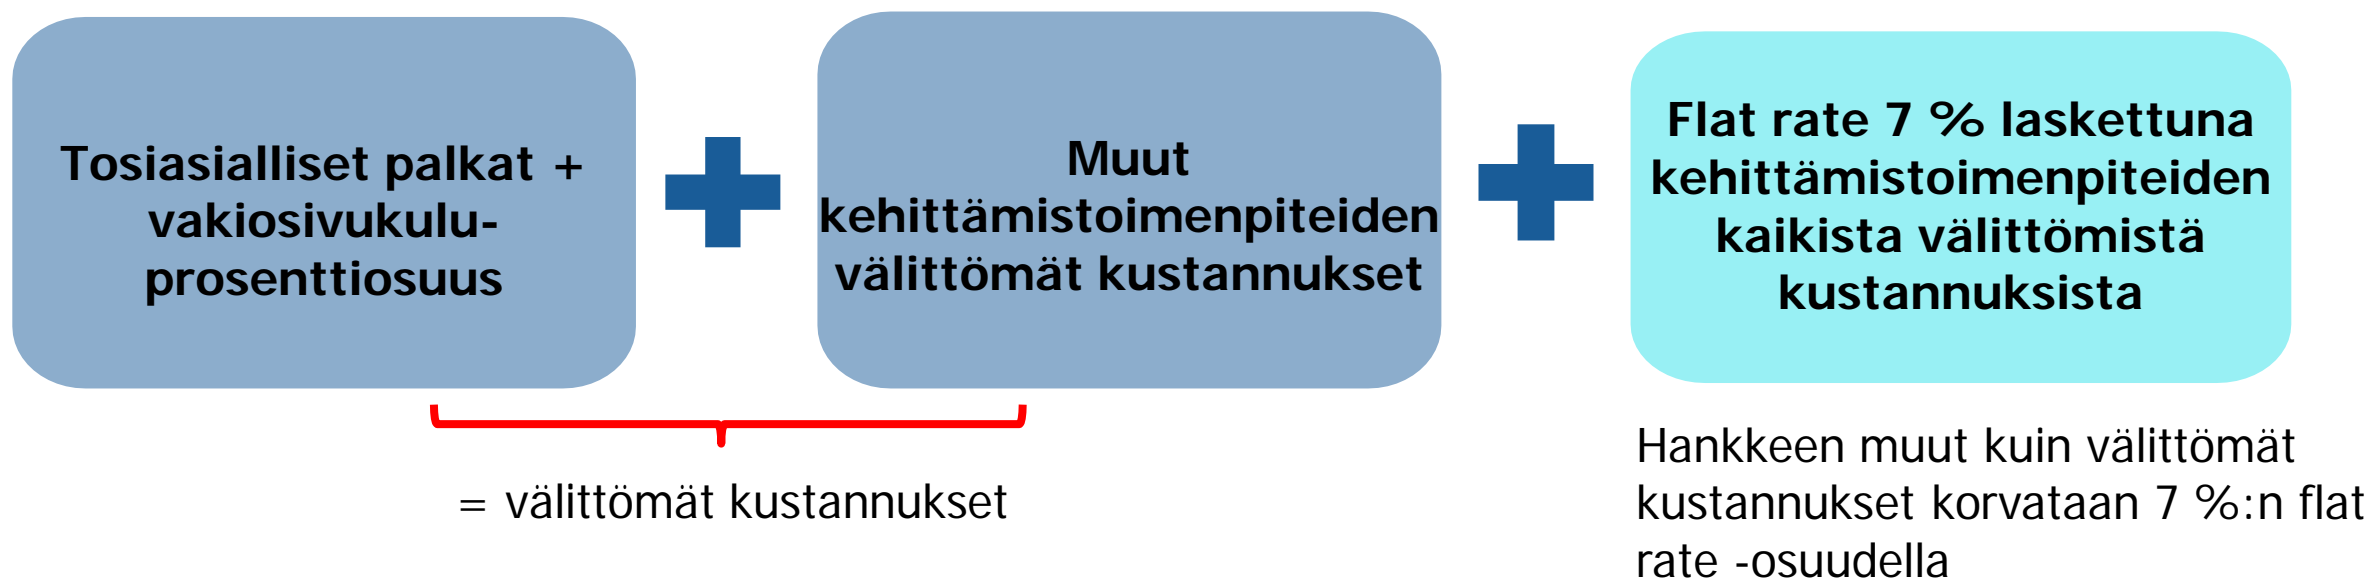 Tosiasialliset palkat +
vakiosivukulu-
prosenttiosuus
Muut
kehittämistoimenpiteiden
välittömät kustannukset
Flat rate 7 % laskettuna
kehittämistoimenpiteiden
kaikista välittömistä
kustannuksista
= välittömät kustannukset
Hankkeen muut kuin välittömät
kustannukset korvataan 7 %:n flat
rate -osuudella